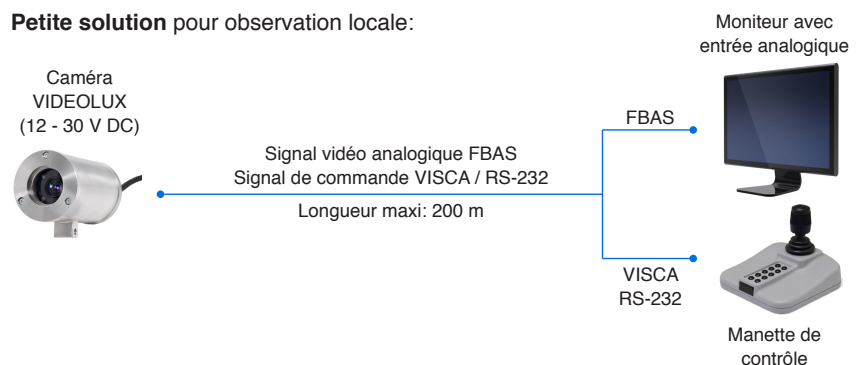 Petite solution pour observation locale:
Moniteur avec
entrée analogique
Caméra
VIDEOLUX
(12 - 30 V DC)
FBAS
Signal vidéo analogique FBAS
Signal de commande VISCA / RS-232
Longueur maxi: 200 m
VISCA
RS-232
Manette de
contrôle